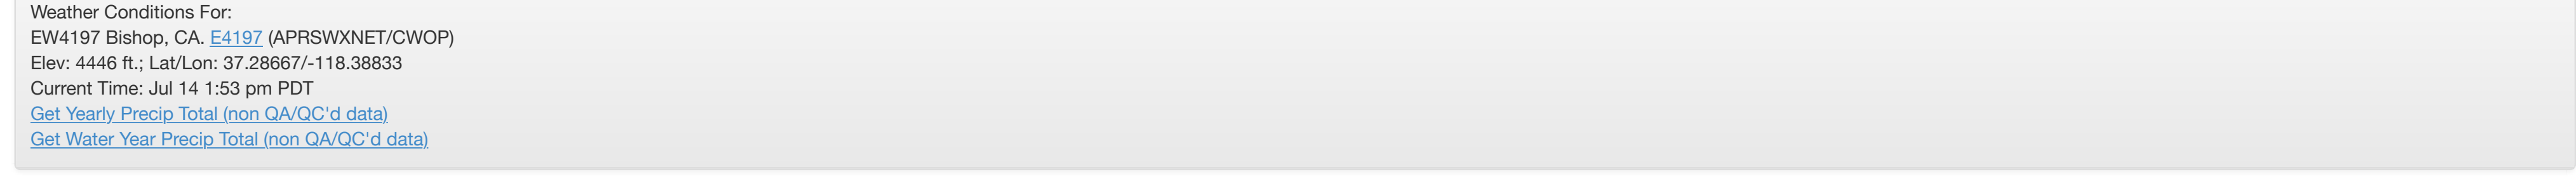 Weather Conditions For:
EW4197 Bishop, CA. E4197 (APRSWXNET/CWOP)
Elev: 4446 ft.; Lat/Lon: 37.28667/-118.38833
Current Time: Jul 14 1:53 pm PDT
Get Yearly Precip Total (non QA/QC'd data)
Get Water Year Precip Total (non QA/QC'd data)